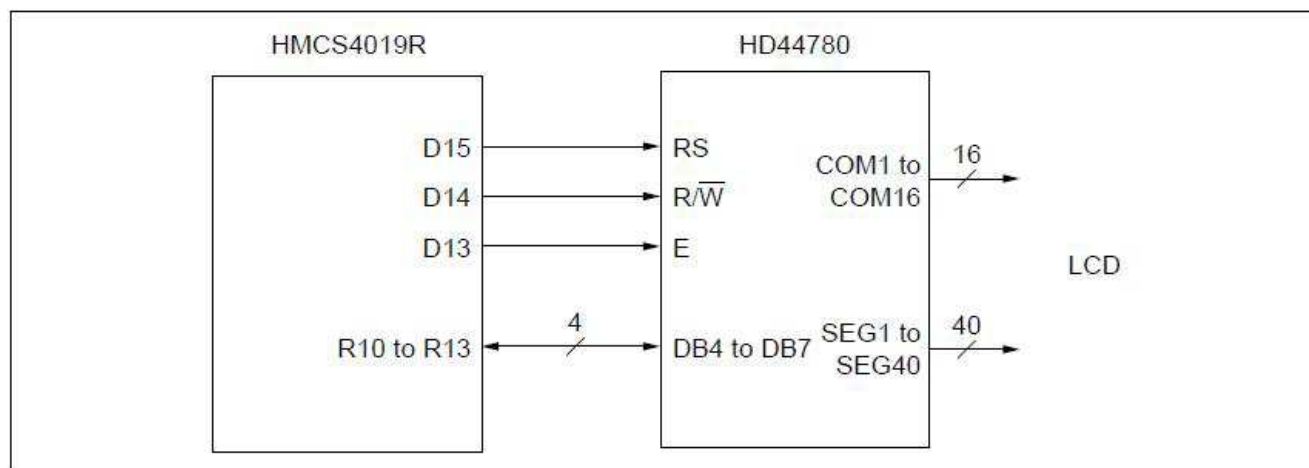 HMCS4019R
HD44780
D15
D14
D13
R10 to R13
4
RS
R/W̅
E
DB4 to DB7
COM1 to
COM16
SEG1 to
SEG40
16
40
LCD